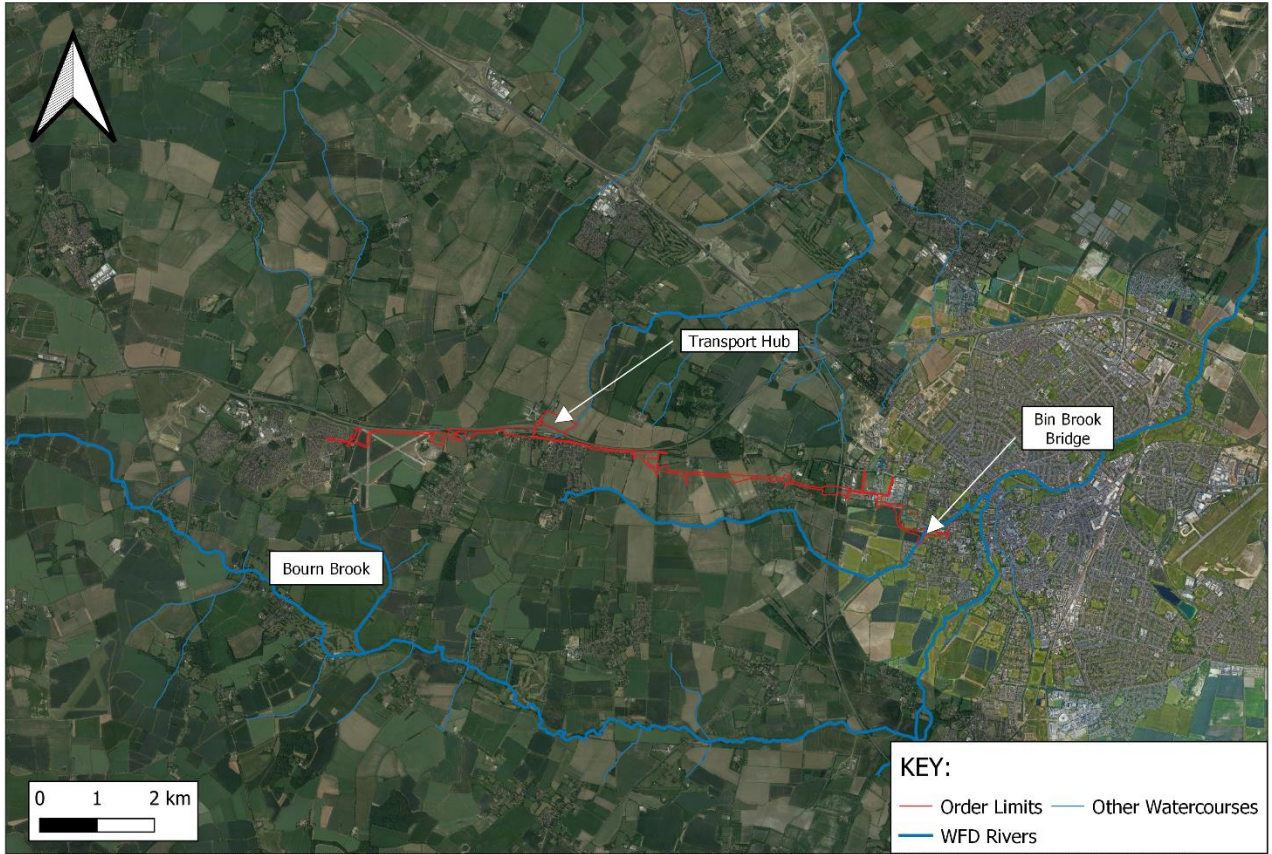 Transport Hub
Bin Brook
Bridge
Bourn Brook
0 1 2 km
KEY:
Order Limits
Other Watercourses
WFD Rivers